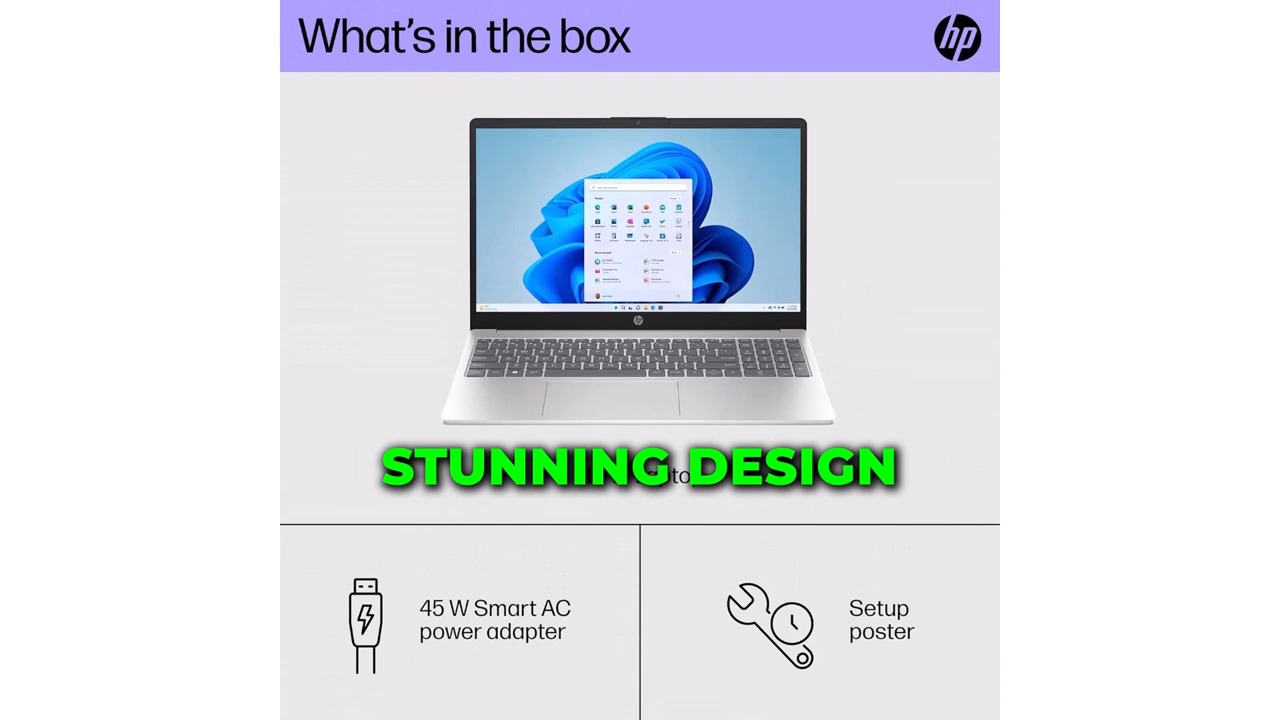 What's in the box
hp
STUNNING DESIGN
45 W Smart AC
power adapter
Setup
poster